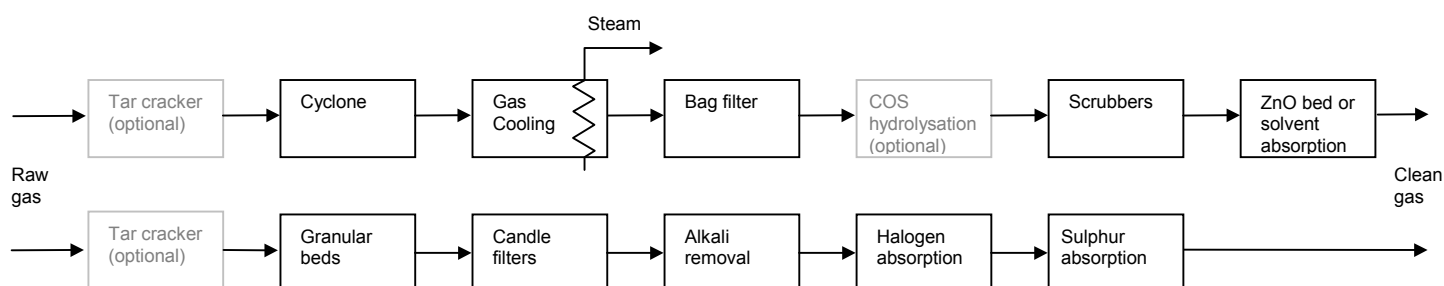 Steam
Tar cracker
(optional)
Cyclone
Gas
Cooling
Bag filter
COS
hydrolysation
(optional)
Scrubbers
ZnO bed or
solvent
absorption
Raw
gas
Clean
gas
Tar cracker
(optional)
Granular
beds
Candle
filters
Alkali
removal
Halogen
absorption
Sulphur
absorption